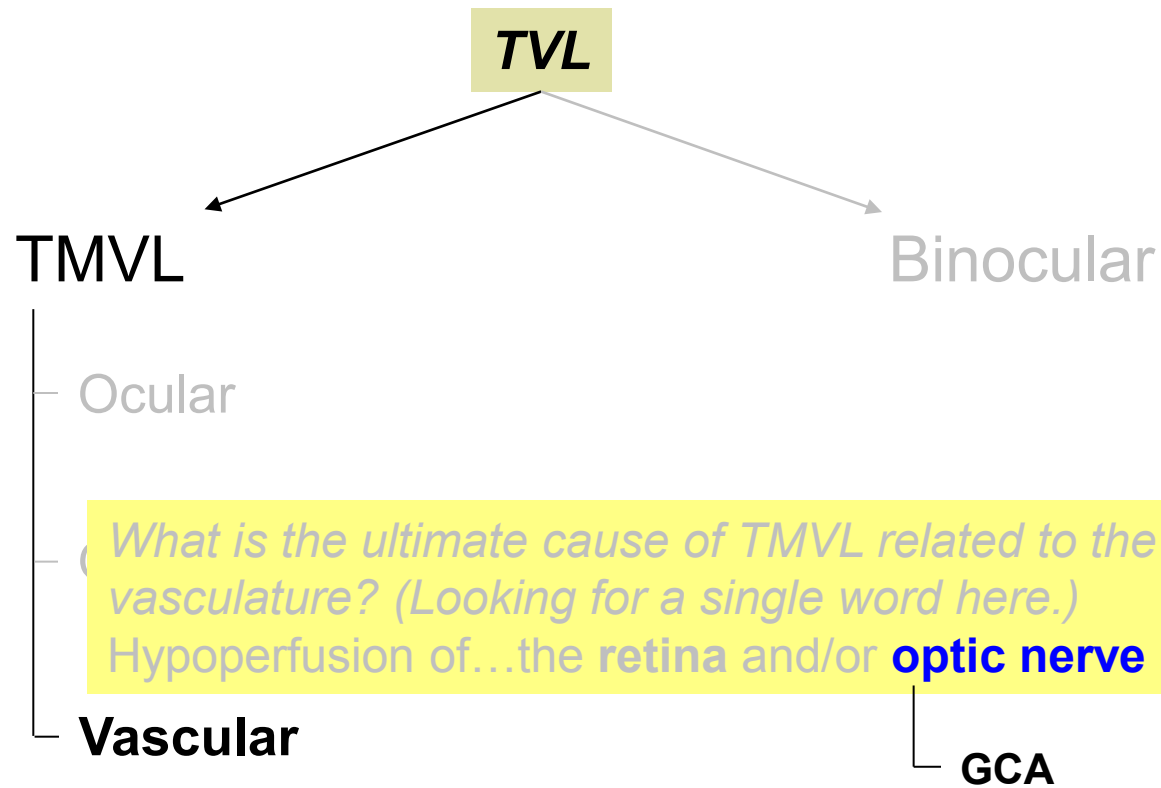 TVL
TMVL
Binocular
Ocular
What is the ultimate cause of TMVL related to the
vasculature? (Looking for a single word here.)
Hypoperfusion of…the retina and/or optic nerve
Vascular
GCA